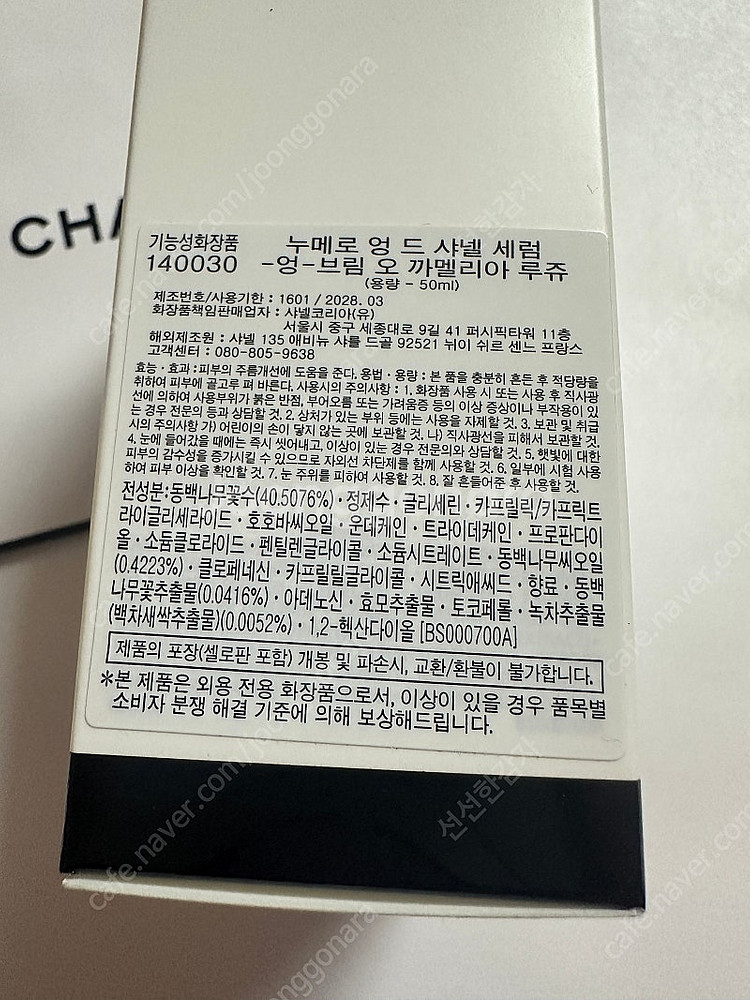 CHA
기능성화장품
140030
누메로 엉 드 샤넬 세럼
-엉-브림 오 까멜리아 루쥬
(용량 - 50ml)
제조번호/사용기한 : 1601 / 2028. 03
화장품책임판매업자 : 샤넬코리아(유)
서울시 중구 세종대로 9길 41 퍼시픽타워 11층
해외제조원 : 샤넬 135 애비뉴 샤를 드골 92521 뉘이 쉬르 센느 프랑스
고객센터 : 080-805-9638
효능 · 효과 : 피부의 주름개선에 도움을 준다. 용법 · 용량 : 본 품을 충분히 흔든 후 적당량을
취하여 피부에 골고루 펴 바른다. 사용시의 주의사항 : 1. 화장품 사용 시 또는 사용 후 직사광
선에 의하여 사용부위가 붉은 반점, 부어오름 또는 가려움증 등의 이상 증상이나 부작용이 있
는 경우 전문의 등과 상담할 것. 2. 상처가 있는 부위 등에는 사용을 자제할 것. 3. 보관 및 취급
시의 주의사항 가) 어린이의 손이 닿지 않는 곳에 보관할 것. 나) 직사광선을 피해서 보관할 것.
4. 눈에 들어갔을 때에는 즉시 씻어내고, 이상이 있는 경우 전문의와 상담할 것. 5. 햇빛에 대한
피부의 감수성을 증가시킬 수 있으므로 자외선 차단제를 함께 사용할 것. 6. 일부에 시험 사용
하여 피부 이상을 확인할 것. 7. 눈 주위를 피하여 사용할 것. 8. 잘 흔들어준 후 사용할 것.
전성분:동백나무꽃수(40.5076%) · 정제수 · 글리세린 · 카프릴릭/카프릭트
라이글리세라이드 · 호호바씨오일 · 운데케인 · 트라이데케인 · 프로판다이
올 · 소듐클로라이드 · 펜틸렌글라이콜 · 소듐시트레이트 · 동백나무씨오일
(0.4223%) · 클로페네신 · 카프릴릴글라이콜 · 시트릭애씨드 · 향료 · 동백
나무꽃추출물(0.0416%) · 아데노신 · 효모추출물 · 토코페롤 · 녹차추출물
(백차새싹추출물)(0.0052%) · 1,2-헥산다이올 [BS000700A]
제품의 포장(셀로판 포함) 개봉 및 파손시, 교환/환불이 불가합니다.
*본 제품은 외용 전용 화장품으로서, 이상이 있을 경우 품목별
소비자 분쟁 해결 기준에 의해 보상해드립니다.
cafe.naver.com/joonggonara
선선한감자